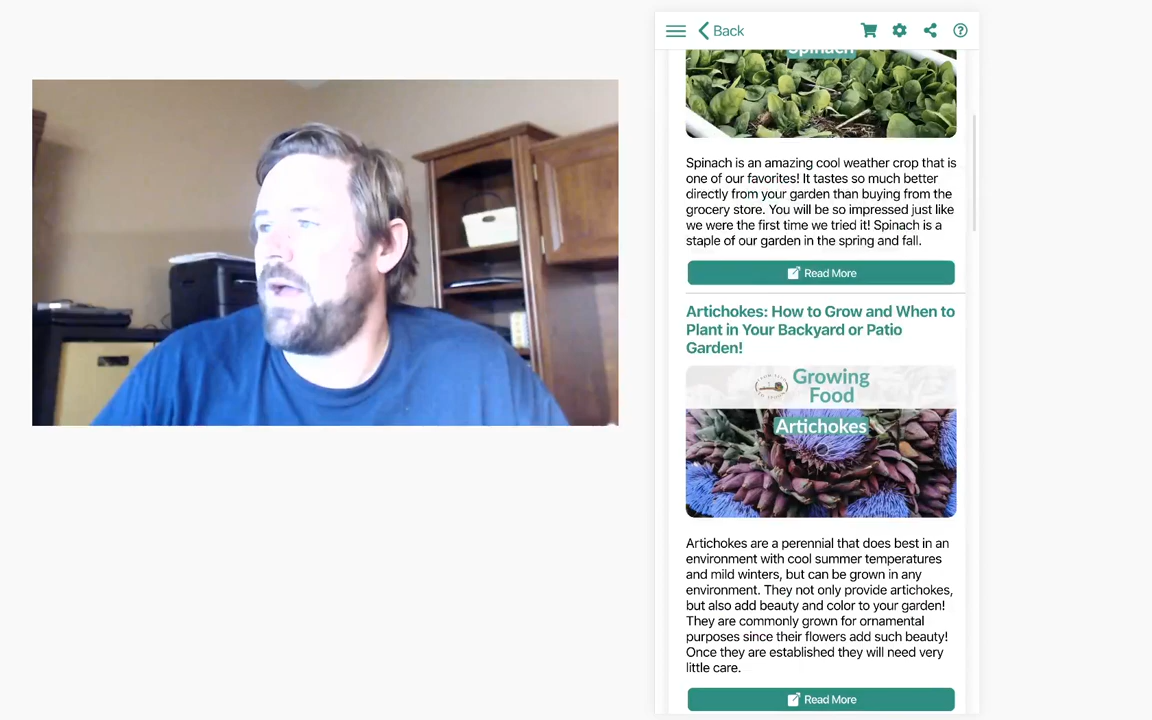 Back
Spinach
Spinach is an amazing cool weather crop that is
one of our favorites! It tastes so much better
directly from your garden than buying from the
grocery store. You will be so impressed just like
we were the first time we tried it! Spinach is a
staple of our garden in the spring and fall.
Read More
Artichokes: How to Grow and When to
Plant in Your Backyard or Patio
Garden!
Growing
Food
Artichokes
Artichokes are a perennial that does best in an
environment with cool summer temperatures
and mild winters, but can be grown in any
environment. They not only provide artichokes,
but also add beauty and color to your garden!
They are commonly grown for ornamental
purposes since their flowers add such beauty!
Once they are established they will need very
little care.
Read More